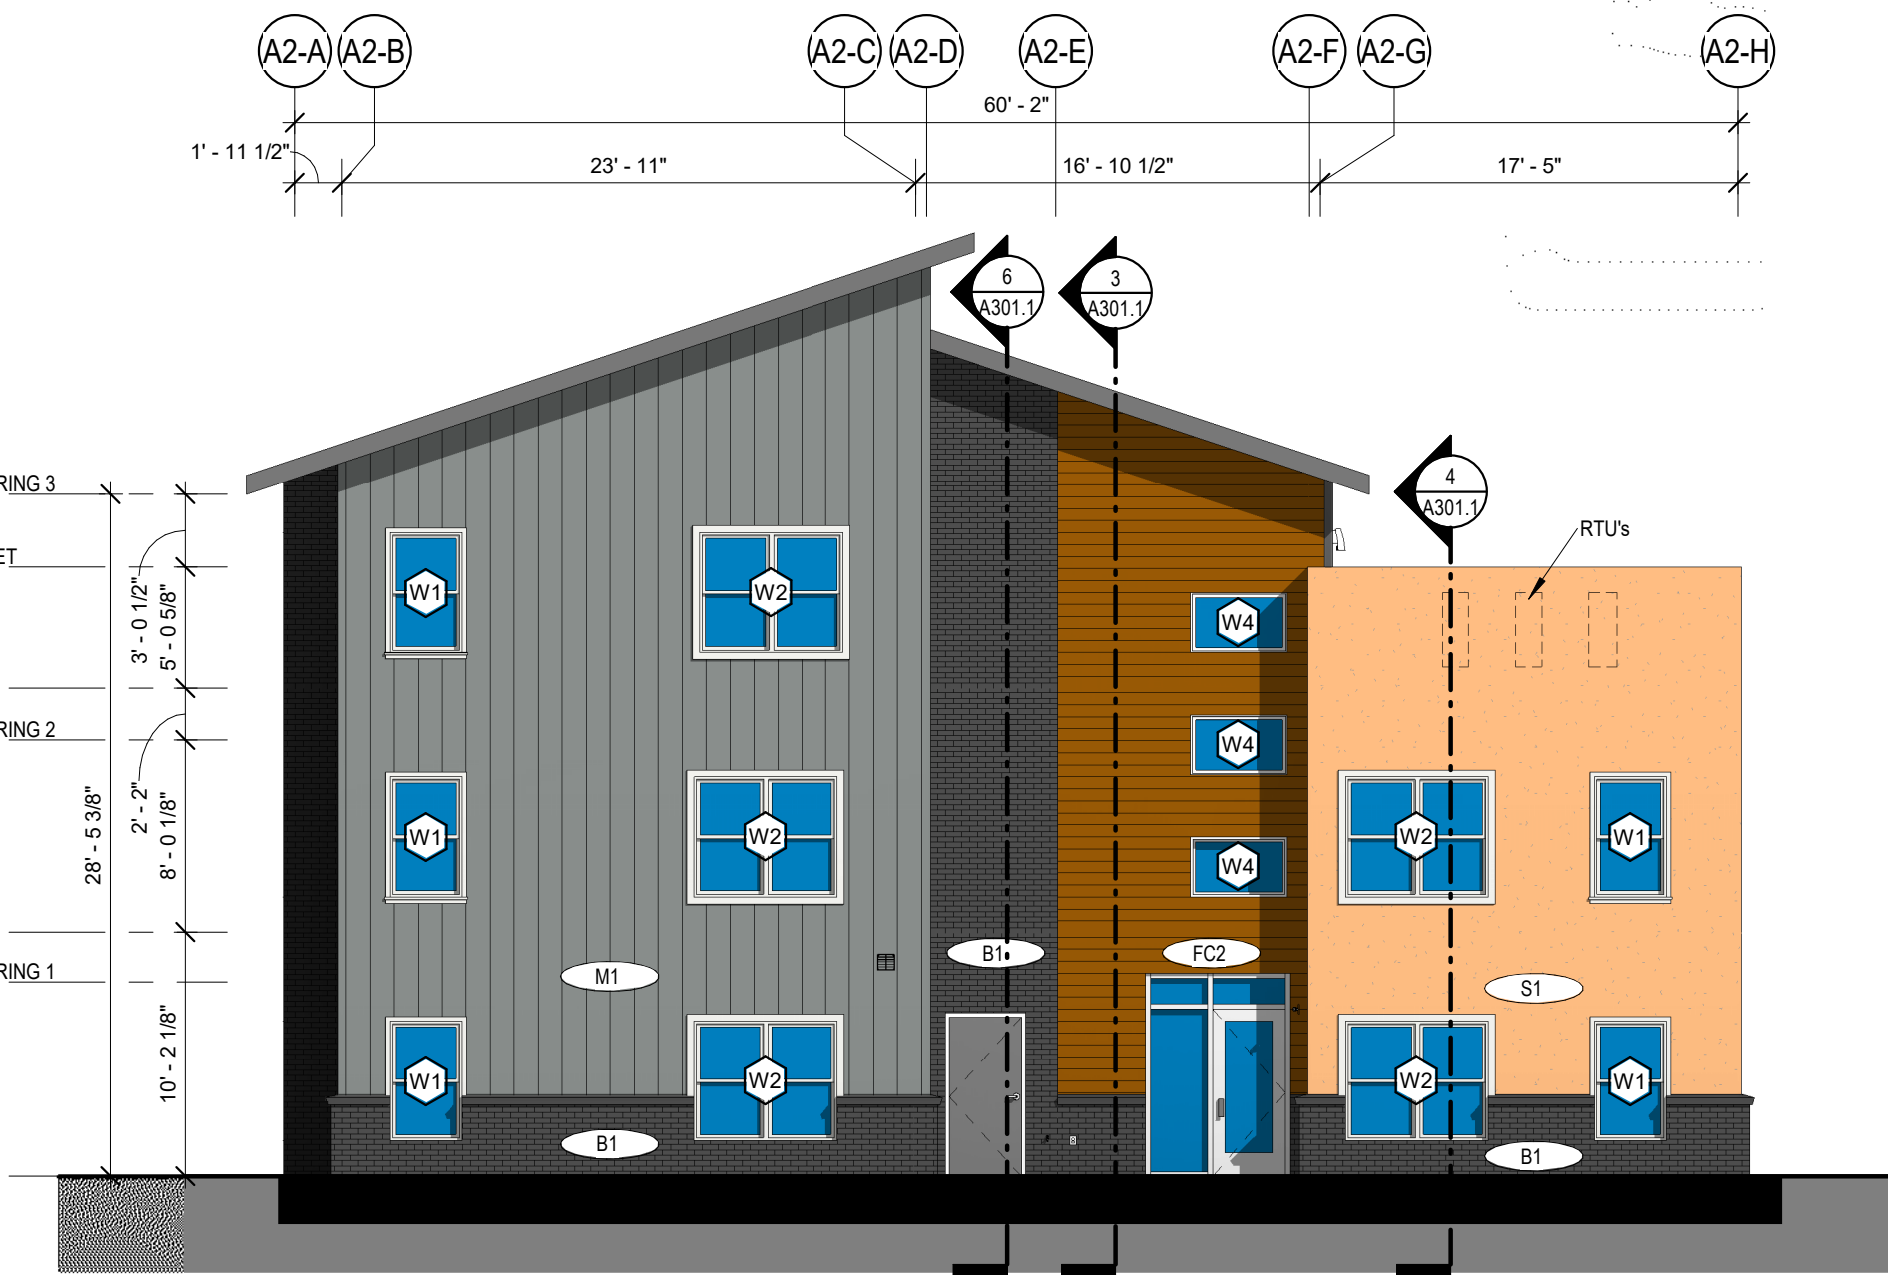 A2-A A2-B A2-C A2-D A2-E A2-F A2-G A2-H
60' - 2"
1' - 11 1/2" 23' - 11" 16' - 10 1/2" 17' - 5"
6 3
A301.1 A301.1
4
A301.1
RING 3
RTU's
ET
3' - 0 1/2"
5' - 0 5/8"
W1 W2 W4
RING 2
W4
28' - 5 3/8"
2' - 2"
8' - 0 1/8"
W1 W2 W4 W2 W1
B1 FC2
RING 1
M1 S1
10' - 2 1/8"
W1 W2 W2 W1
B1 B1